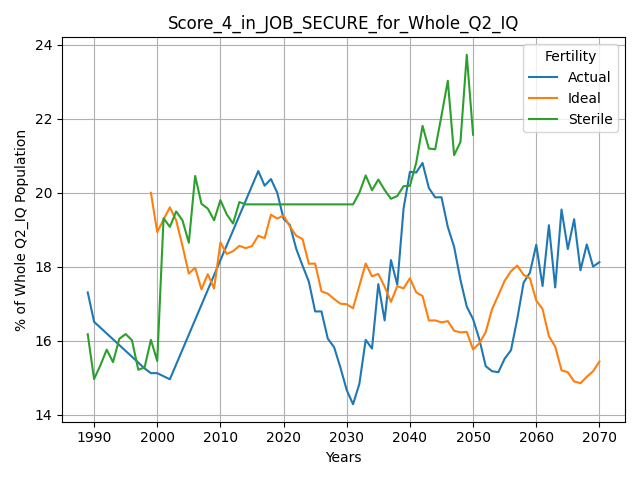 Score_4_in_JOB_SECURE_for_Whole_Q2_IQ
% of Whole Q2_IQ Population
24
22
20
18
16
14
Fertility
Actual
Ideal
Sterile
1990 2000 2010 2020 2030 2040 2050 2060 2070
Years